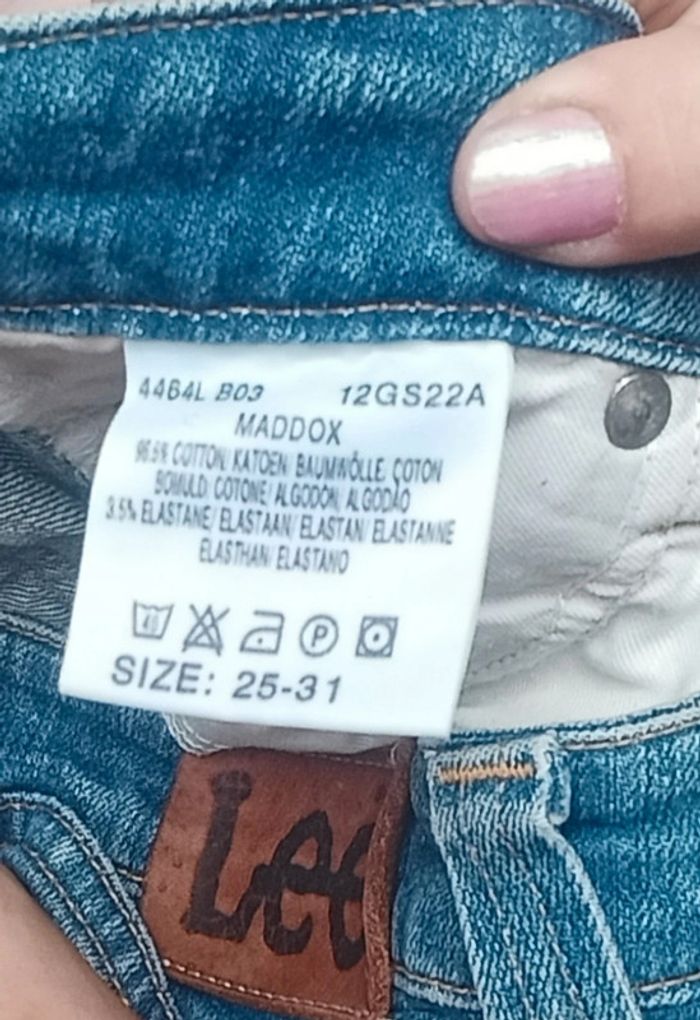 4464L B03 12GS22A
MADDOX
96.5% COTTON/ KATOEN/ BAUMWOLLE/ COTON
BOMULD/ COTONE/ ALGODON/ ALGODAO
3.5% ELASTANE/ ELASTAAN/ ELASTAN/ ELASTANNE
ELASTHAN/ ELASTANO
40 P
SIZE: 25-31
Lee